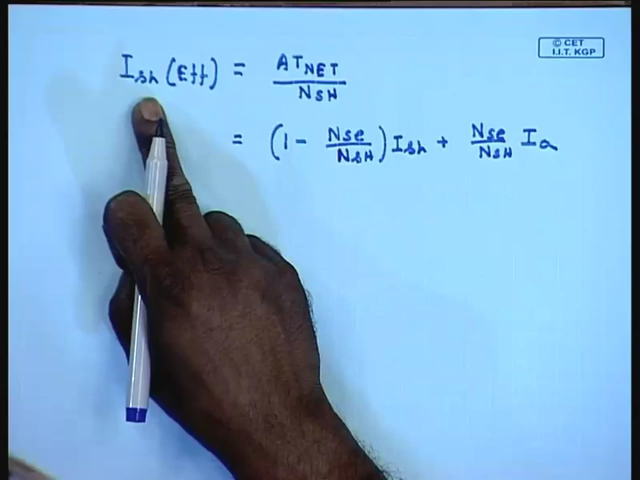 © CET
I.I.T. KGP
Ish (Eff) = ATNET / NSH
= (1 - Nse / NSH) Ish + Nse / NSH Ia